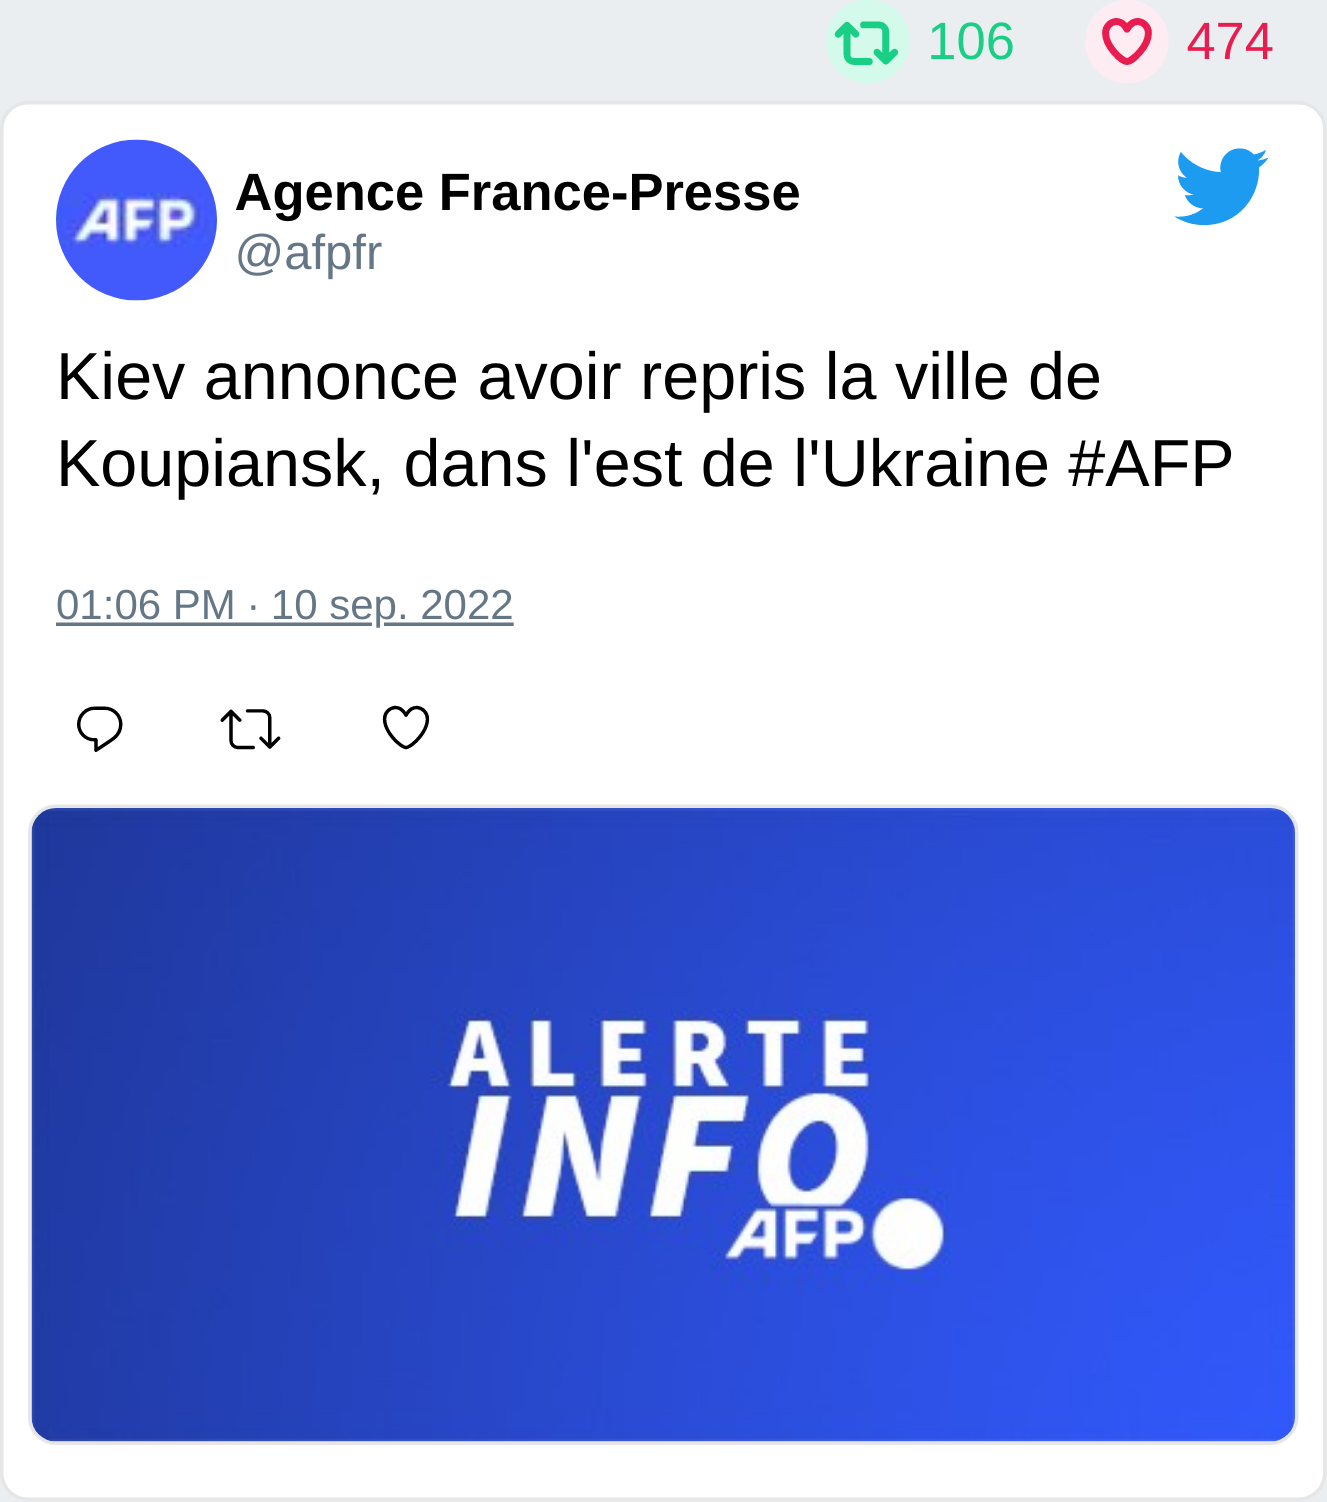 106 474
AFP
Agence France-Presse
@afpfr
Kiev annonce avoir repris la ville de
Koupiansk, dans l'est de l'Ukraine #AFP
01:06 PM · 10 sep. 2022
ALERTE
INFO
AFP